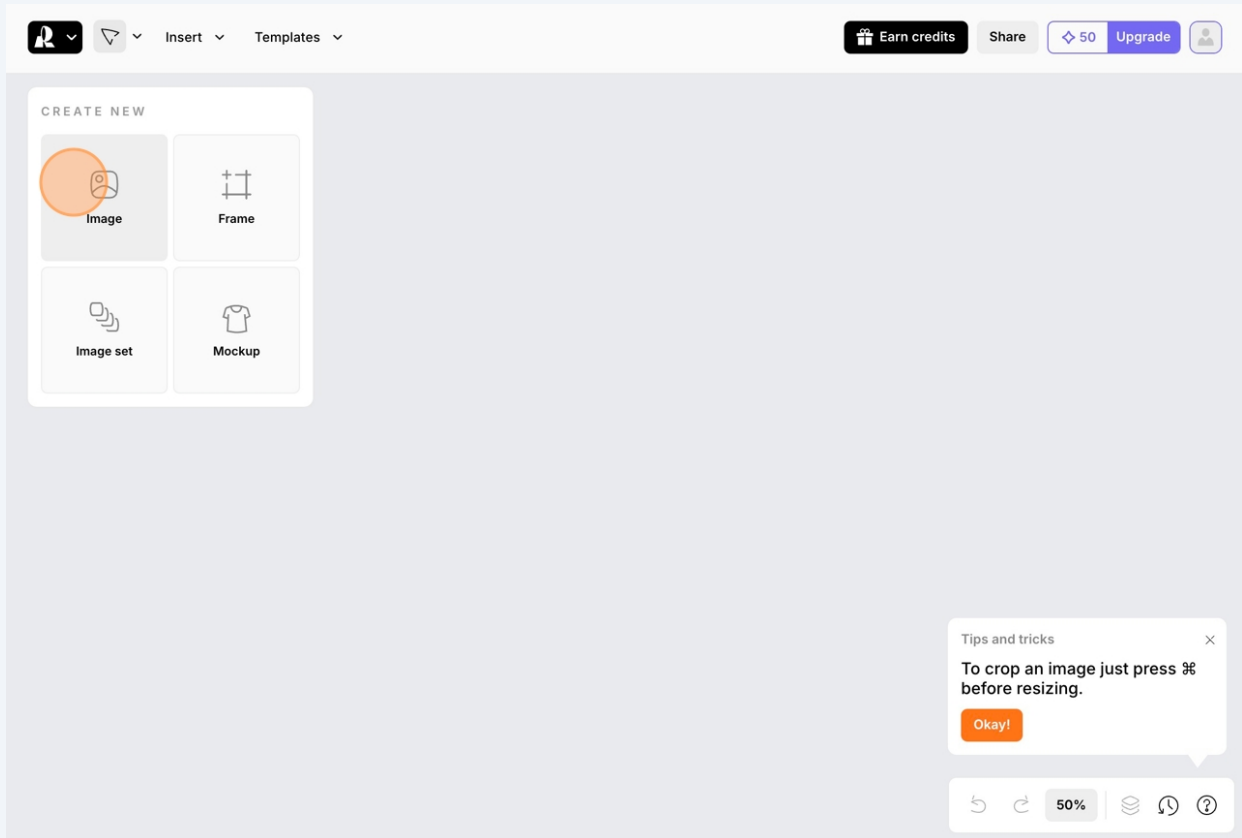 Insert
Templates
Earn credits
Share
50
Upgrade
CREATE NEW
Image
Frame
Image set
Mockup
Tips and tricks
To crop an image just press ⌘
before resizing.
Okay!
50%